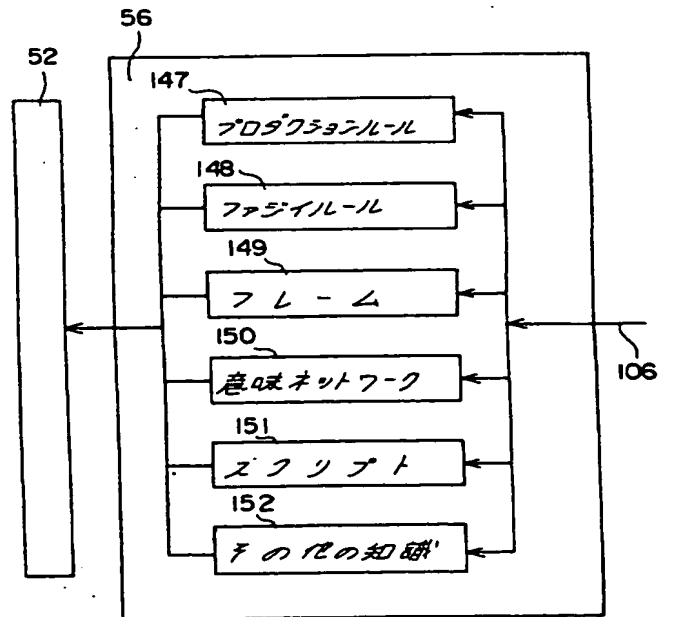 56
52
147
プロダクションルール
148
ファジイルール
149
フレーム
150
意味ネットワーク
106
151
スクリプト
152
その他の知識